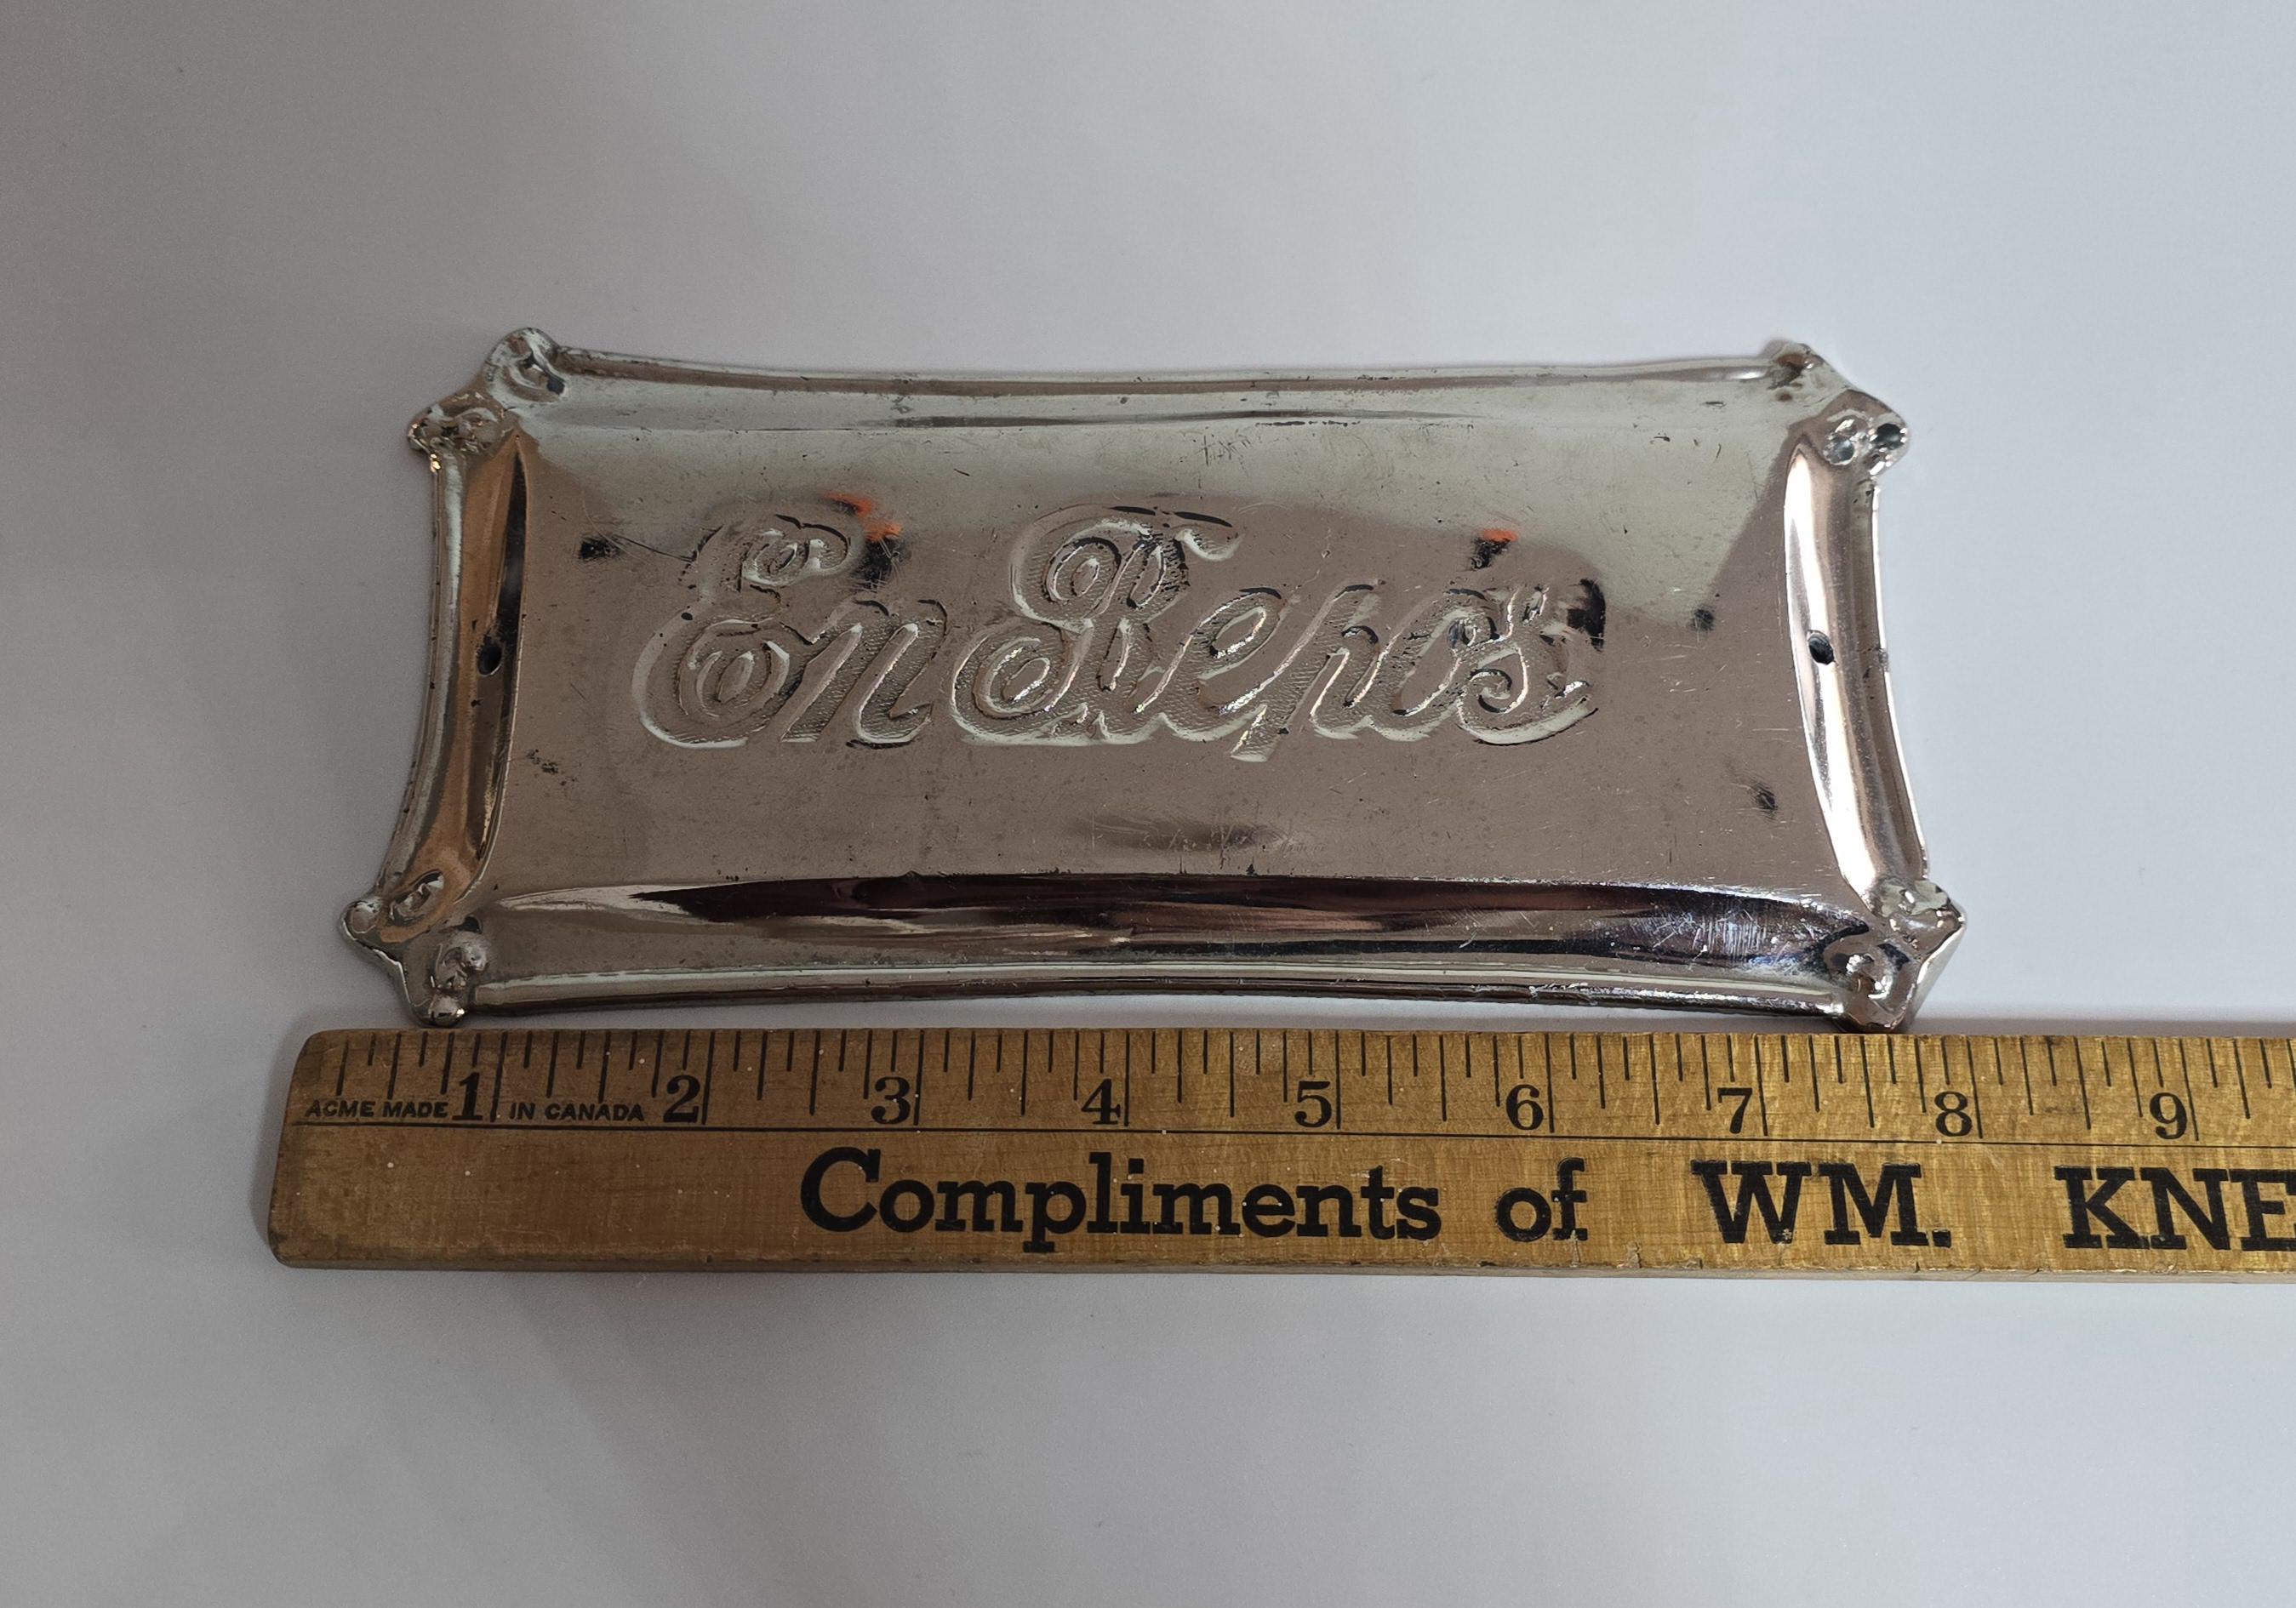 En Repos
ACME MADE IN CANADA
1 2 3 4 5 6 7 8 9
Compliments of WM. KNE